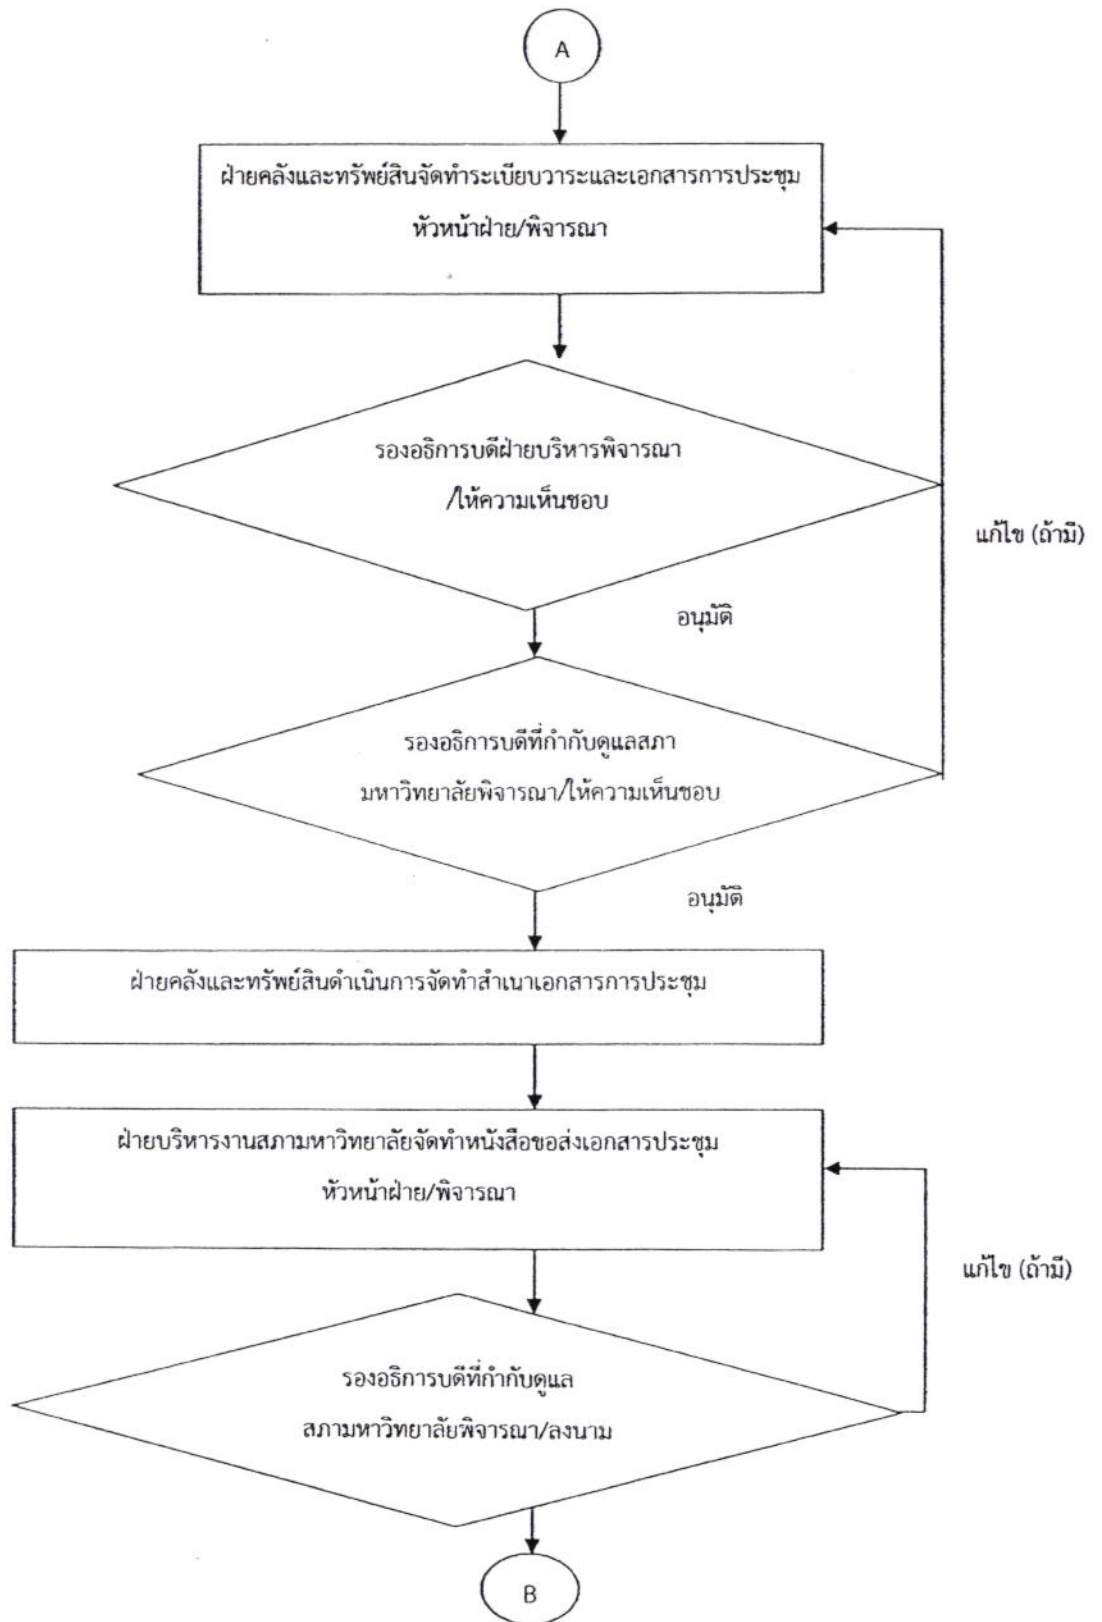 A
ฝ่ายคลังและทรัพย์สินจัดทำระเบียบวาระและเอกสารการประชุม
หัวหน้าฝ่าย/พิจารณา
รองอธิการบดีฝ่ายบริหารพิจารณา
/ให้ความเห็นชอบ
แก้ไข (ถ้ามี)
อนุมัติ
รองอธิการบดีที่กำกับดูแลสภา
มหาวิทยาลัยพิจารณา/ให้ความเห็นชอบ
อนุมัติ
ฝ่ายคลังและทรัพย์สินดำเนินการจัดทำสำเนาเอกสารการประชุม
ฝ่ายบริหารงานสภามหาวิทยาลัยจัดทำหนังสือขอส่งเอกสารประชุม
หัวหน้าฝ่าย/พิจารณา
แก้ไข (ถ้ามี)
รองอธิการบดีที่กำกับดูแล
สภามหาวิทยาลัยพิจารณา/ลงนาม
B